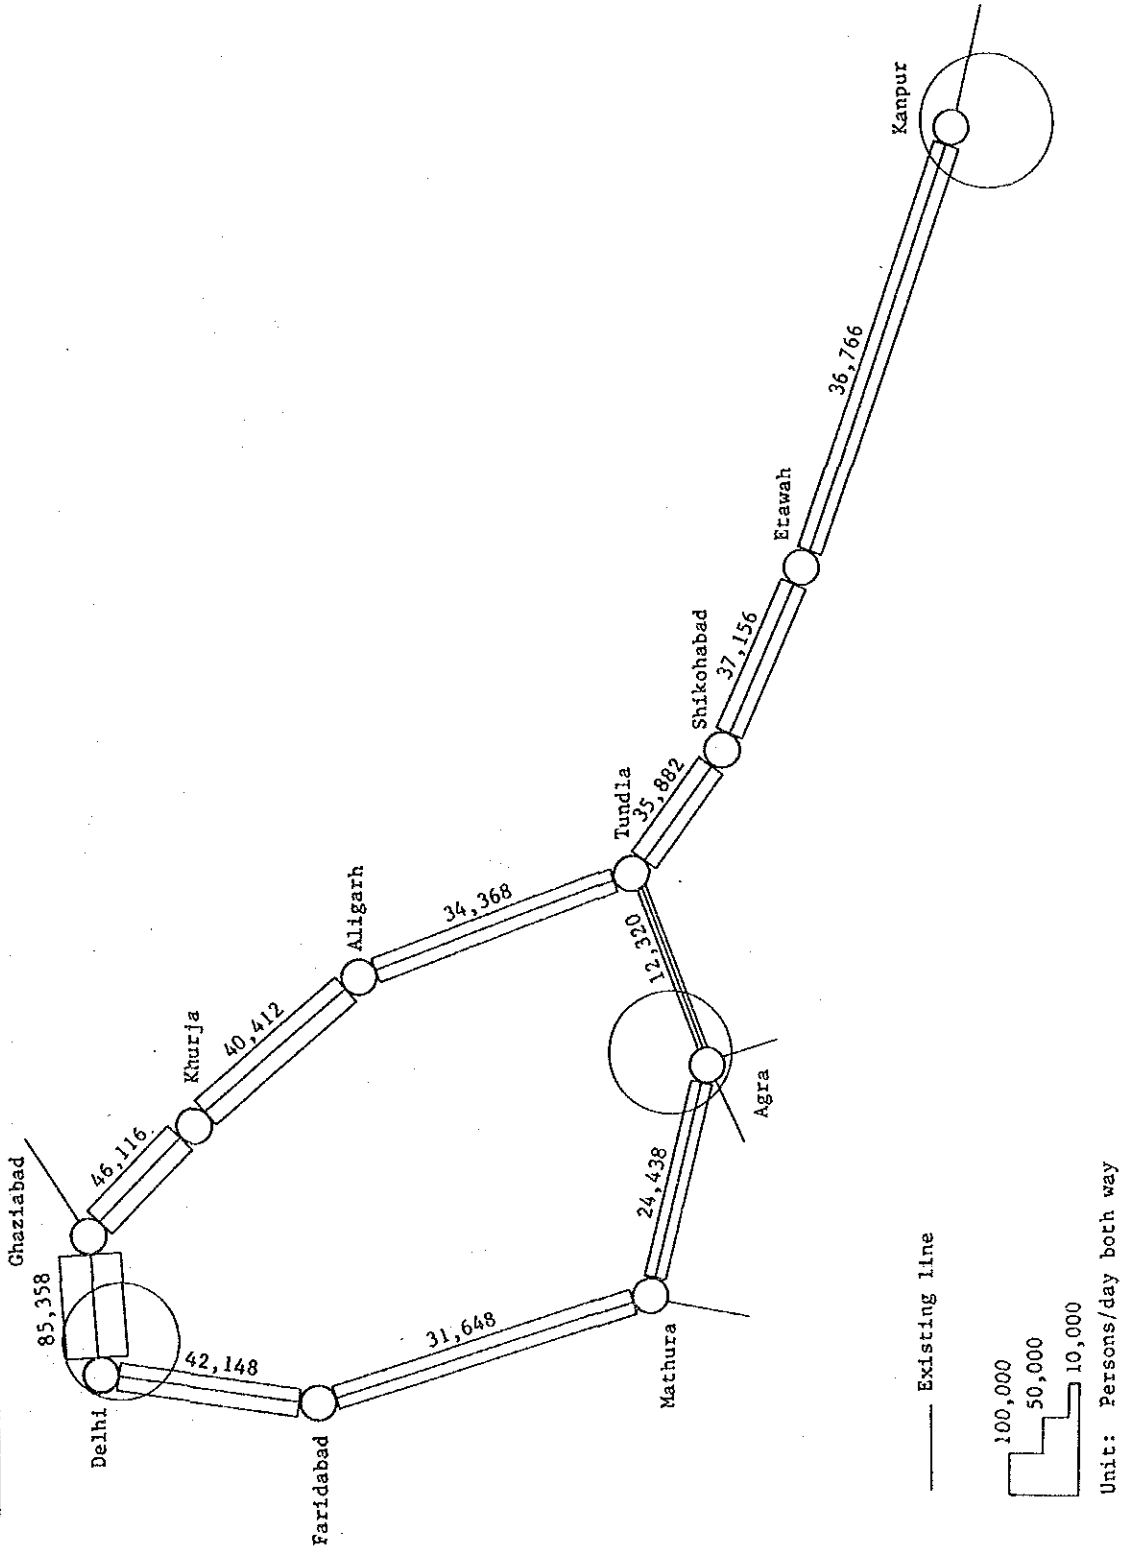 Ghaziabad
85,358
Delhi
46,116
Khurja
42,148
40,412
Faridabad
Aligarh
34,368
31,648
Tundla
12,320
35,882
Shikohabad
24,438
37,156
Etawah
Mathura
Agra
36,766
Kanpur
Existing line
100,000
50,000
10,000
Unit: Persons/day both way